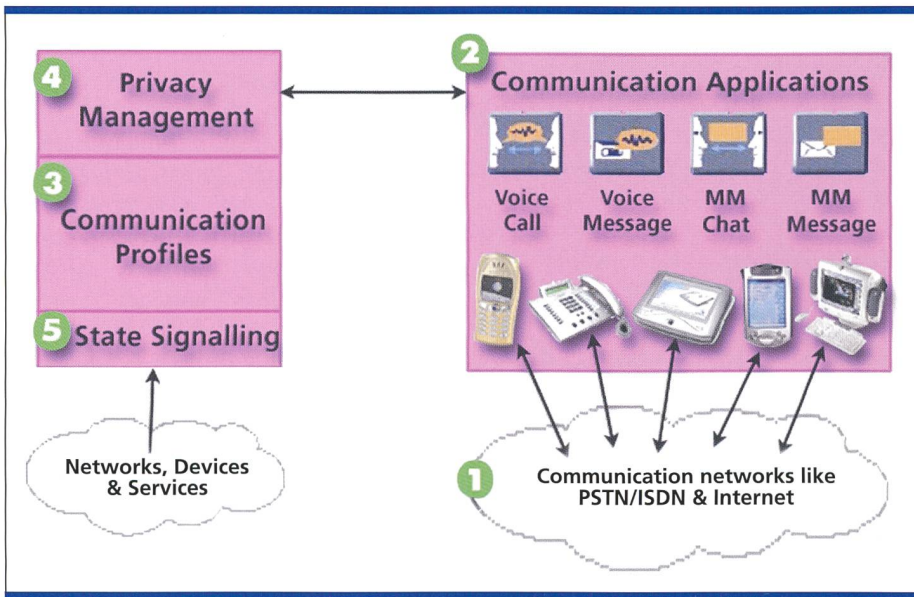 4 Privacy
Management
3
Communication
Profiles
5 State Signalling
Networks, Devices
& Services
2
Communication Applications
Voice
Call
Voice
Message
MM
Chat
MM
Message
1 Communication networks like
PSTN/ISDN & Internet